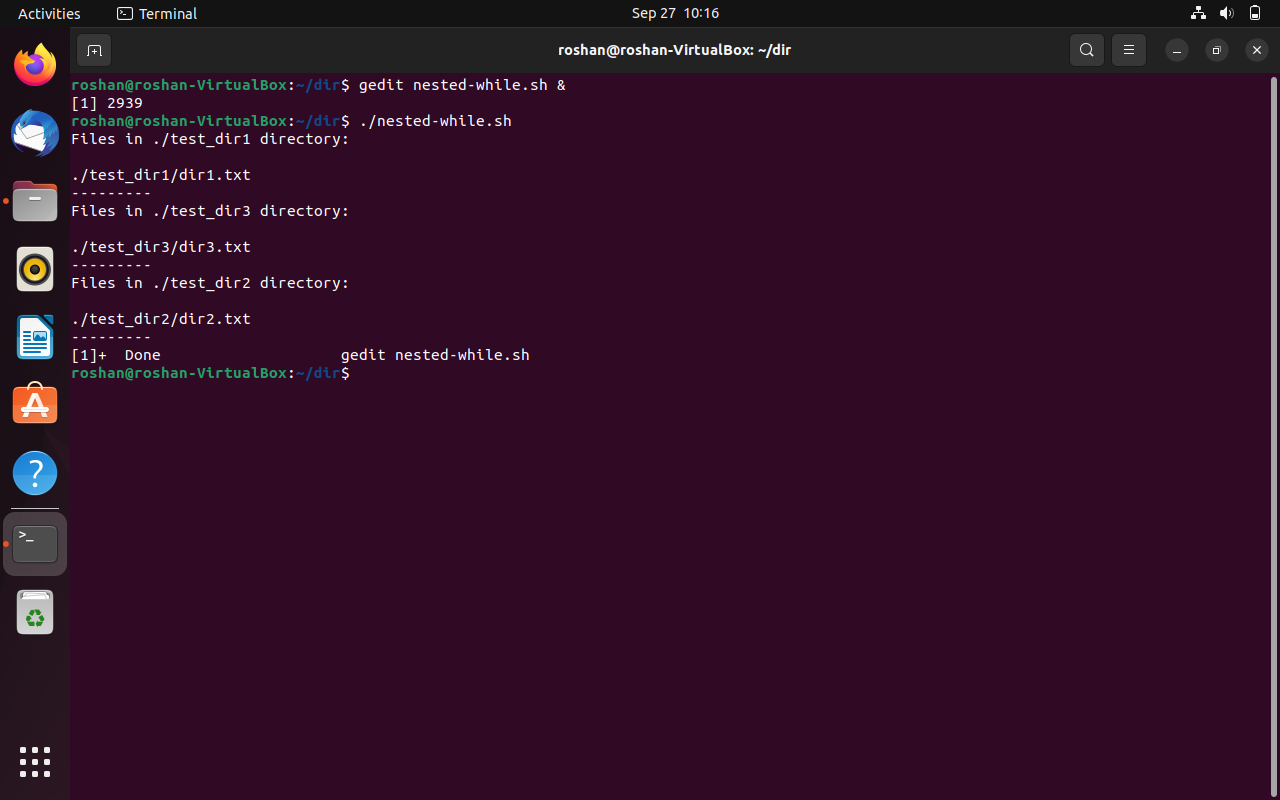 Activities
Terminal
Sep 27 10:16
roshan@roshan-VirtualBox: ~/dir
roshan@roshan-VirtualBox:~/dir$ gedit nested-while.sh &
[1] 2939
roshan@roshan-VirtualBox:~/dir$ ./nested-while.sh
Files in ./test_dir1 directory:
./test_dir1/dir1.txt
---------
Files in ./test_dir3 directory:
./test_dir3/dir3.txt
---------
Files in ./test_dir2 directory:
./test_dir2/dir2.txt
---------
[1]+  Done                    gedit nested-while.sh
roshan@roshan-VirtualBox:~/dir$